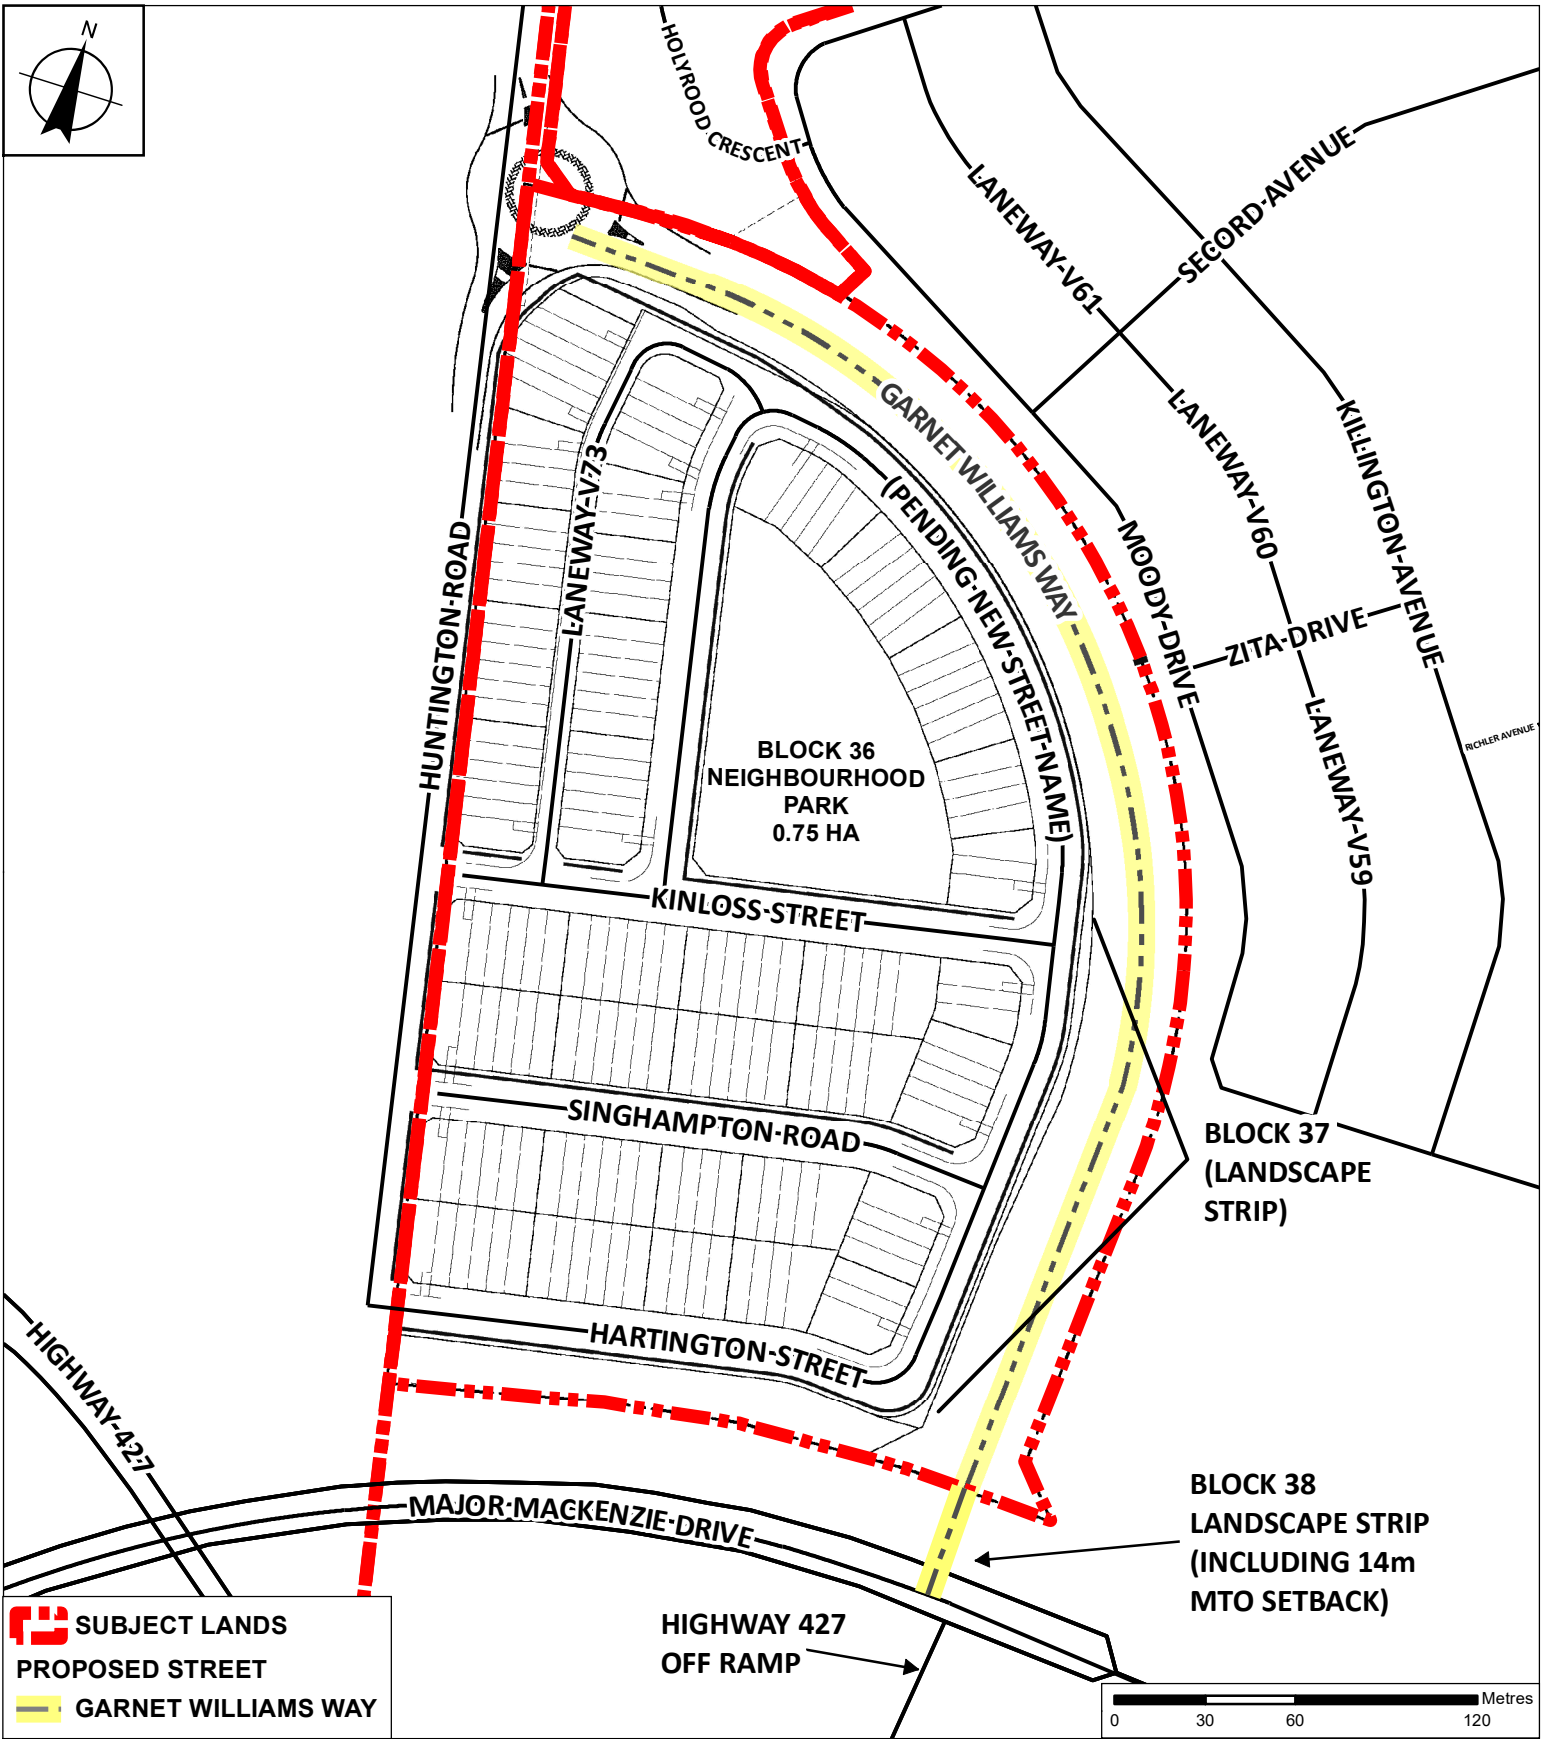 N
HOLYROOD CRESCENT
SECORD AVENUE
LANEWAY V61
LANEWAY V60
KILLINGTON AVENUE
GARNET WILLIAMS WAY
(PENDING NEW STREET NAME)
MOODY DRIVE
ZITA DRIVE
LANEWAY V59
RICHLER AVENUE
LANEWAY V73
HUNTINGTON ROAD
BLOCK 36
NEIGHBOURHOOD
PARK
0.75 HA
KINLOSS STREET
SINGHAMPTON ROAD
BLOCK 37
(LANDSCAPE
STRIP)
HARTINGTON STREET
HIGHWAY 427
MAJOR MACKENZIE DRIVE
BLOCK 38
LANDSCAPE STRIP
(INCLUDING 14m
MTO SETBACK)
HIGHWAY 427
OFF RAMP
SUBJECT LANDS
PROPOSED STREET
GARNET WILLIAMS WAY
Metres
0 30 60 120